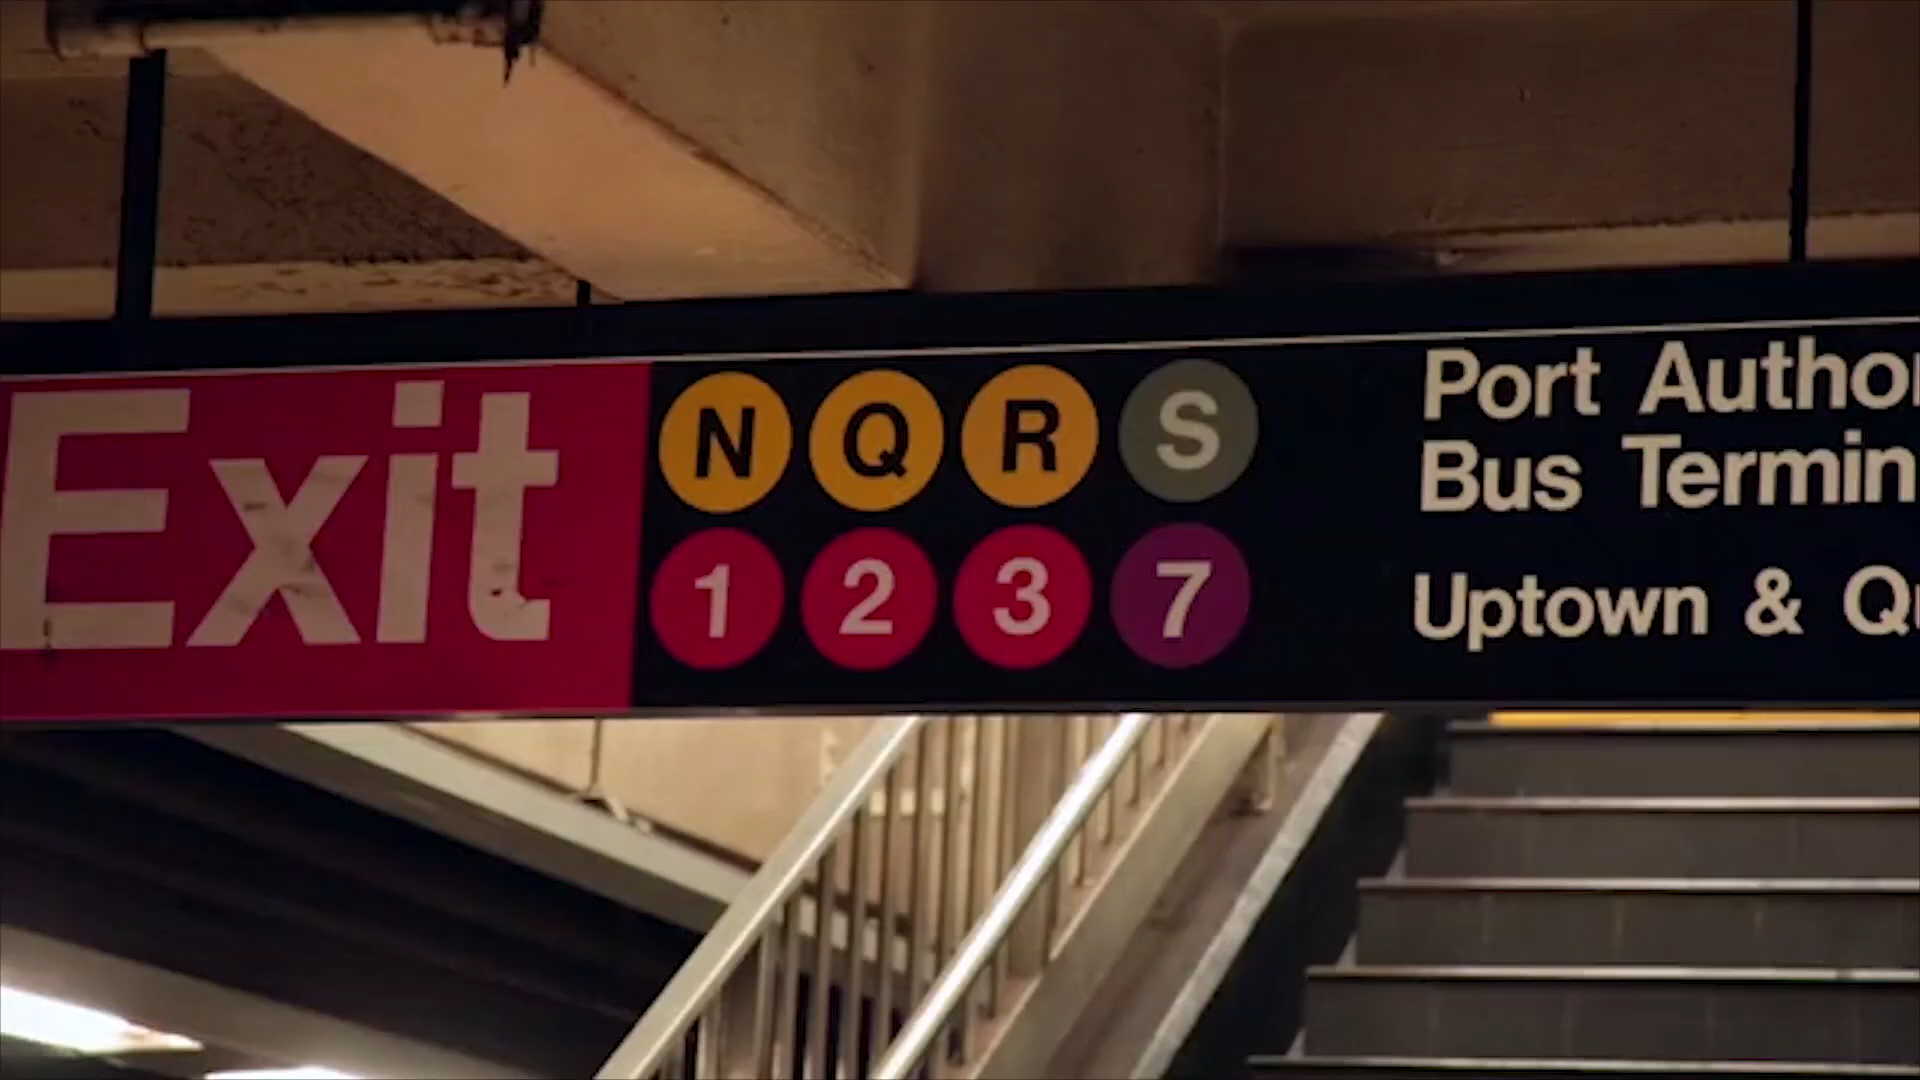 Exit
N Q R S
1 2 3 7
Port Author
Bus Termin
Uptown & Qu